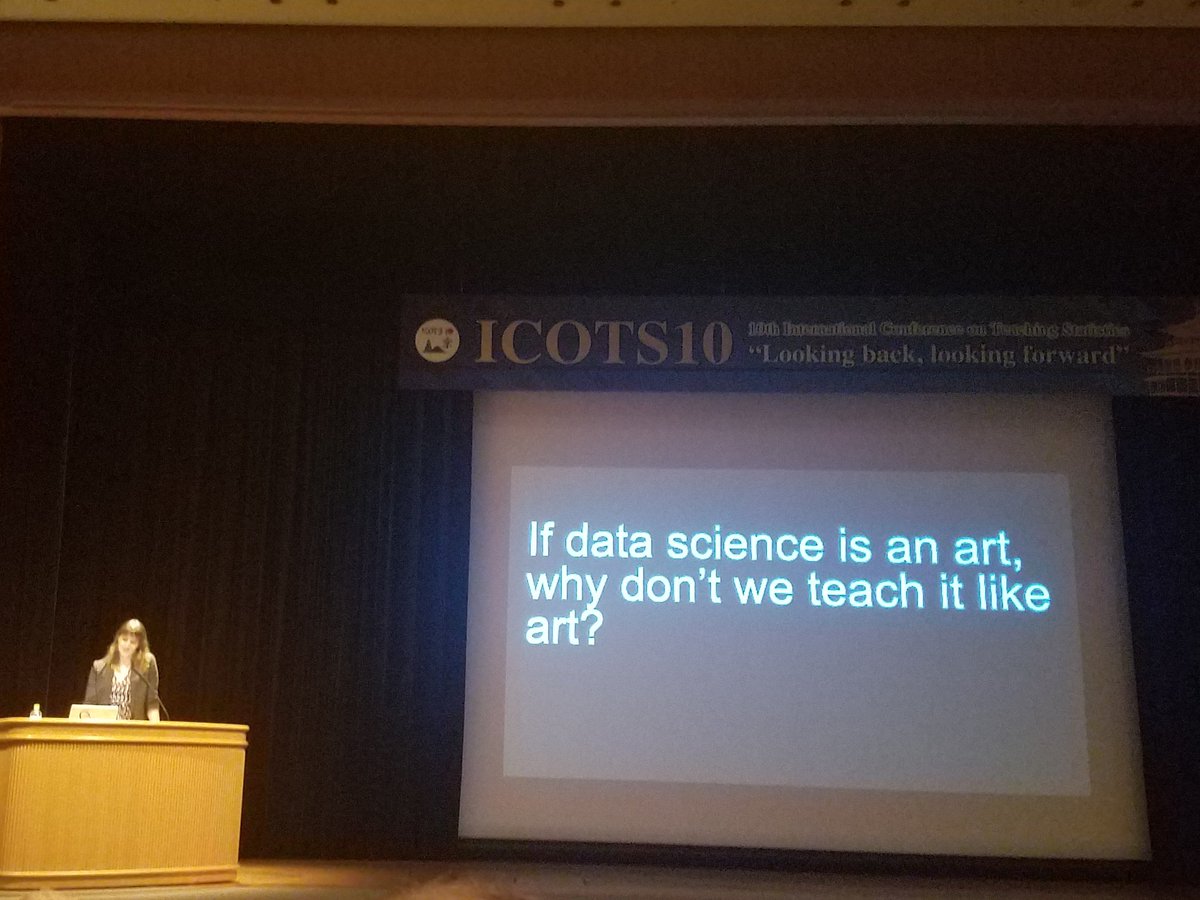 ICOTS10
10th International Conference on Teaching Statistics
“Looking back, looking forward”
If data science is an art,
why don’t we teach it like
art?